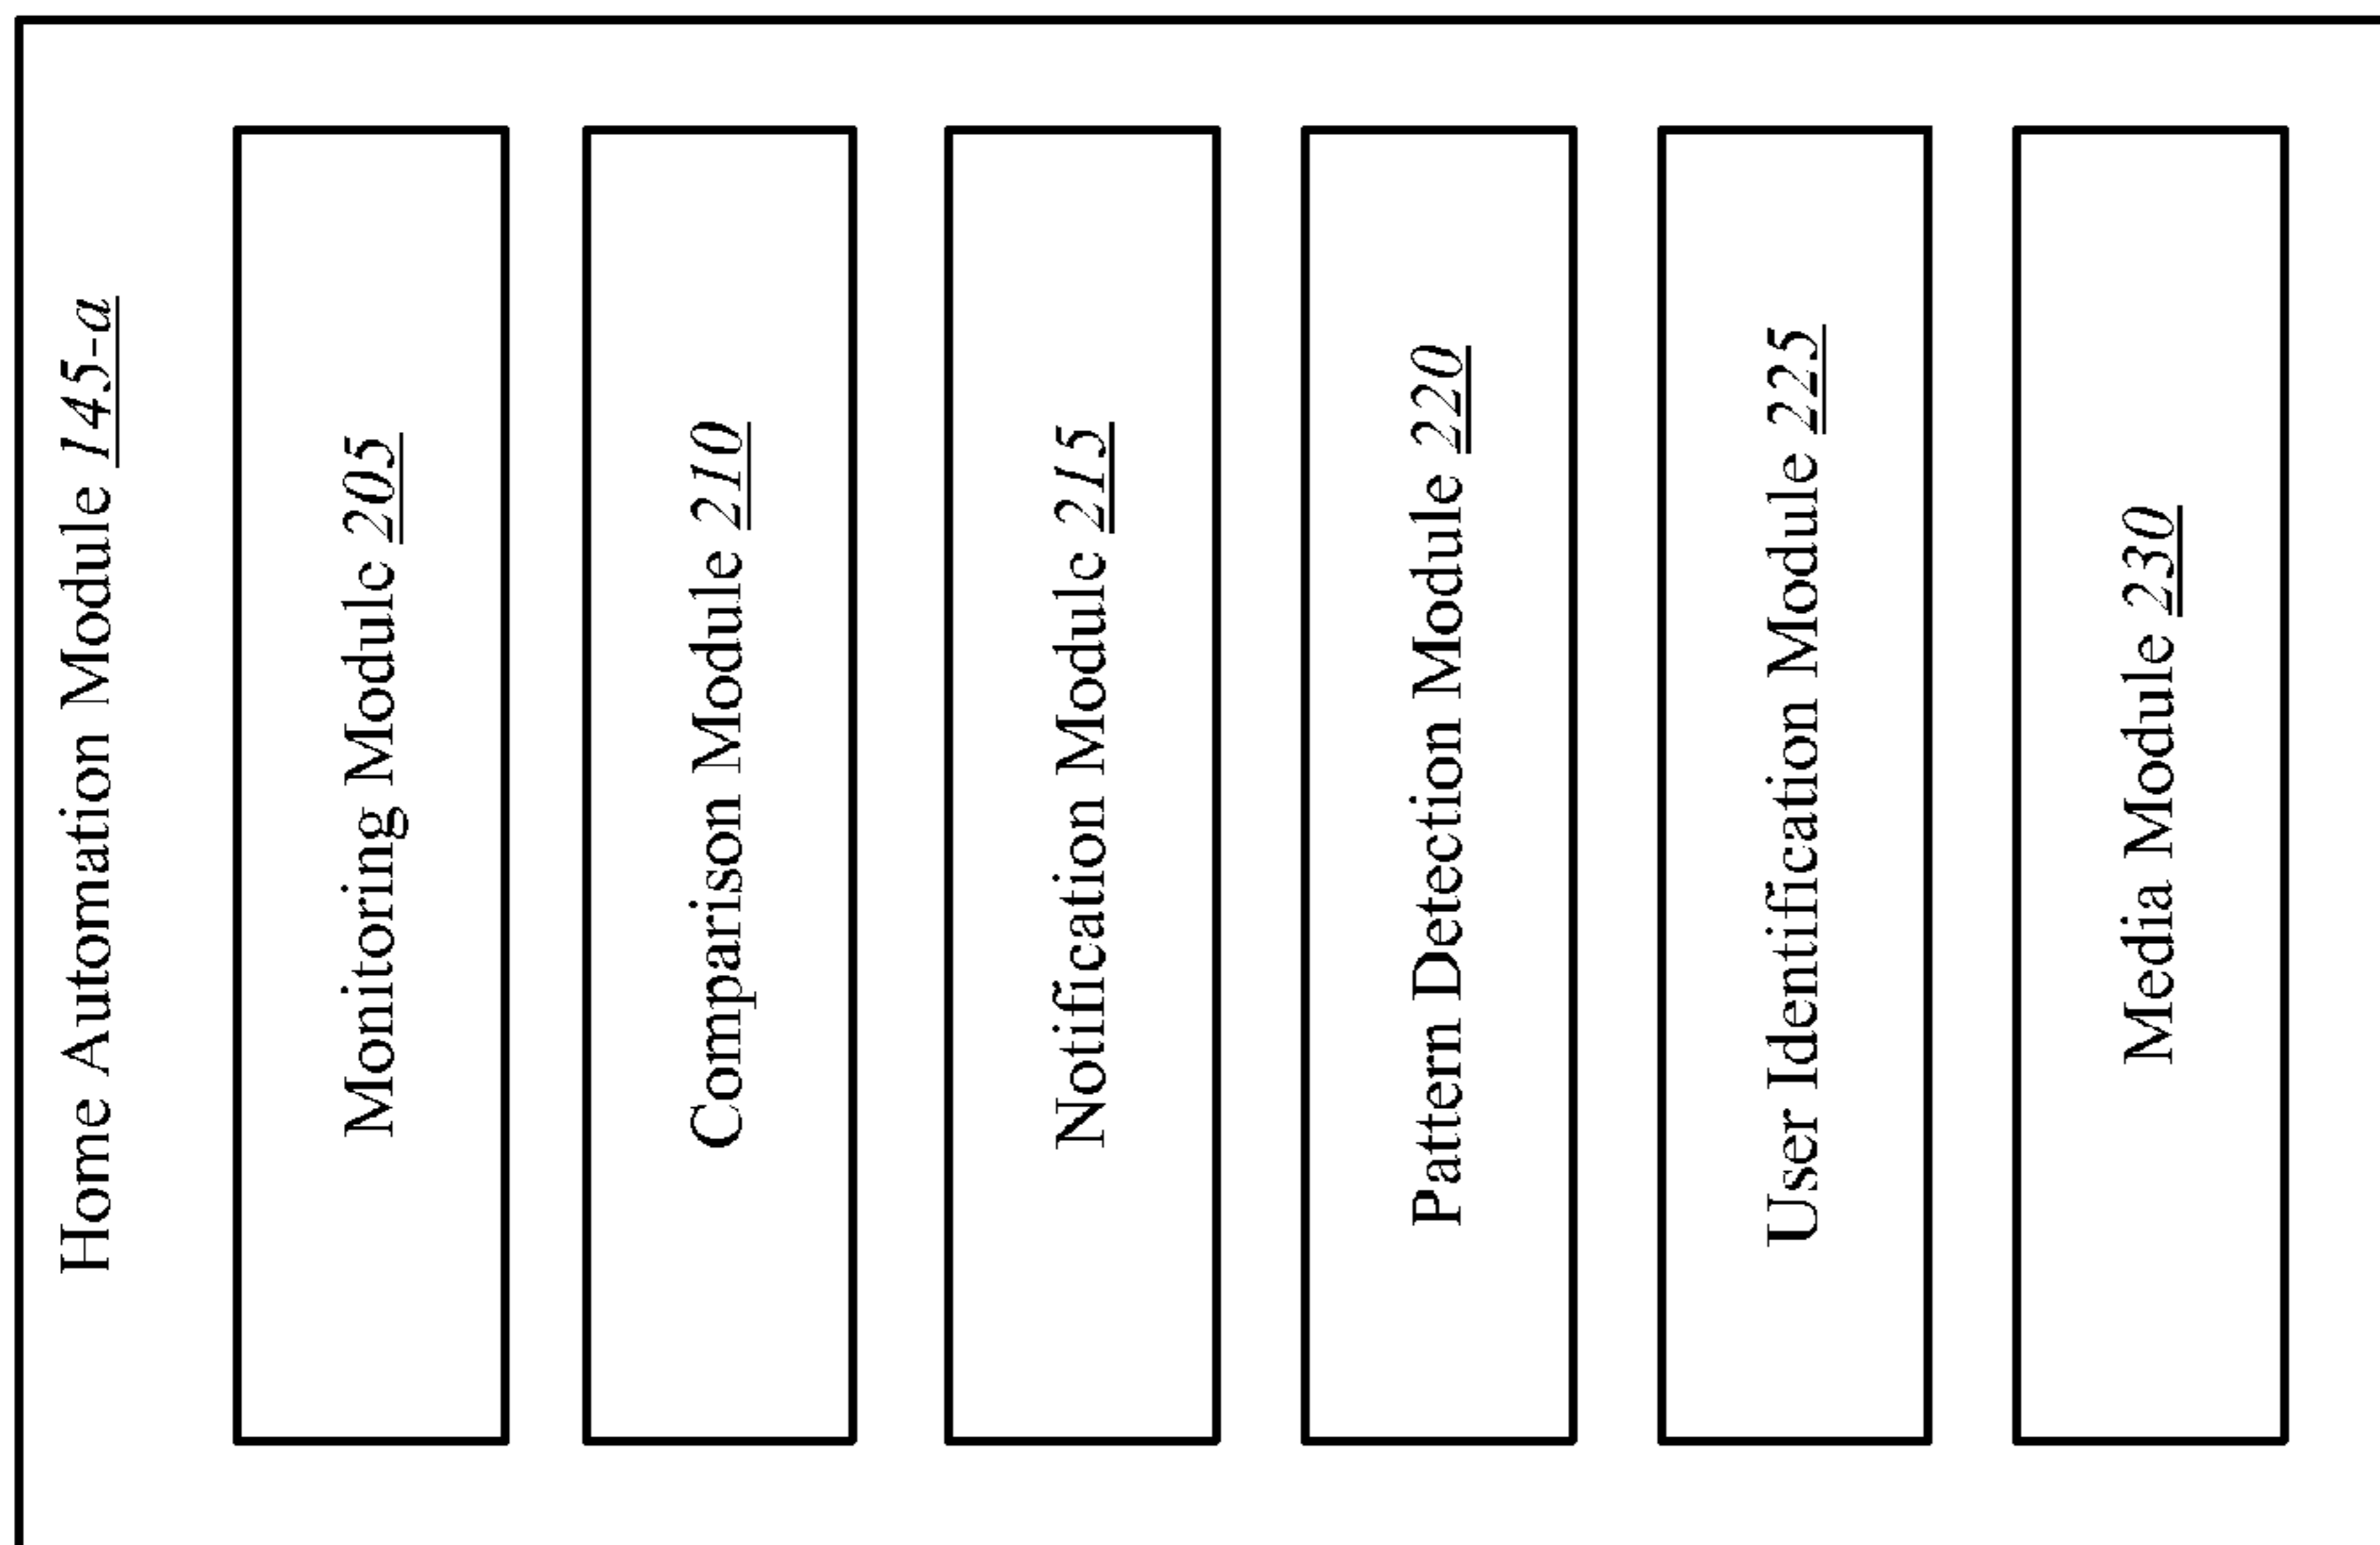 Home Automation Module 145-a
Monitoring Module 205
Comparison Module 210
Notification Module 215
Pattern Detection Module 220
User Identification Module 225
Media Module 230